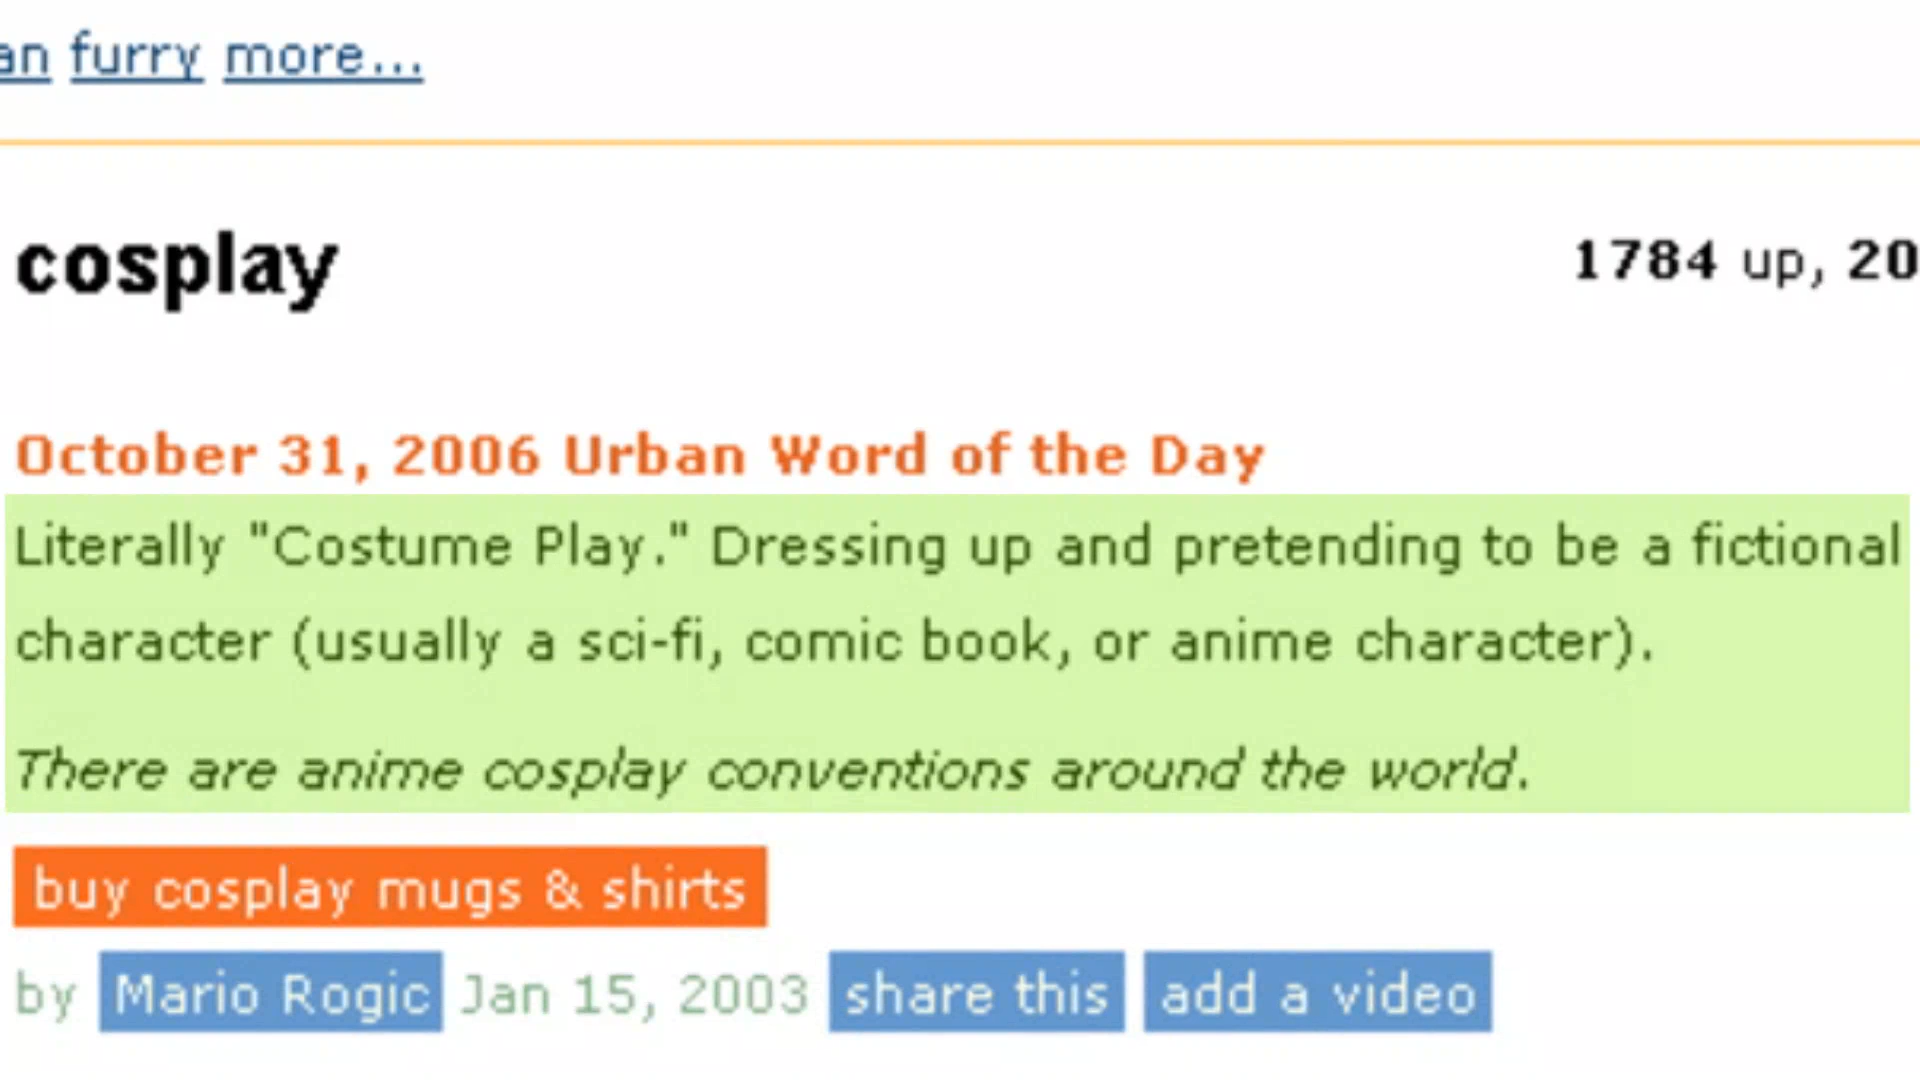 furry more...
cosplay
1784 up,
October 31, 2006 Urban Word of the Day
Literally "Costume Play." Dressing up and pretending to be a fictional
character (usually a sci-fi, comic book, or anime character).
There are anime cosplay conventions around the world.
buy cosplay mugs & shirts
by Mario Rogic Jan 15, 2003 share this add a video